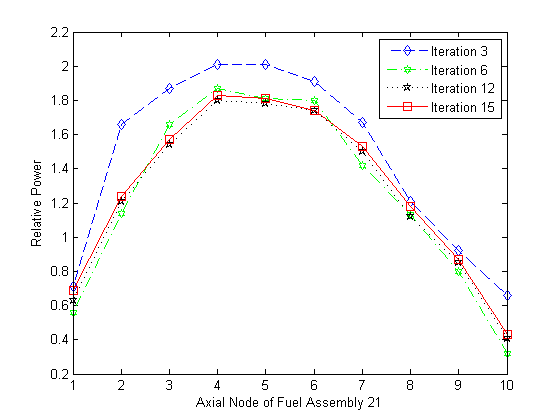 2.2
2
1.8
1.6
1.4
1.2
1
0.8
0.6
0.4
0.2
Relative Power
Iteration 3
Iteration 6
Iteration 12
Iteration 15
1 2 3 4 5 6 7 8 9 10
Axial Node of Fuel Assembly 21